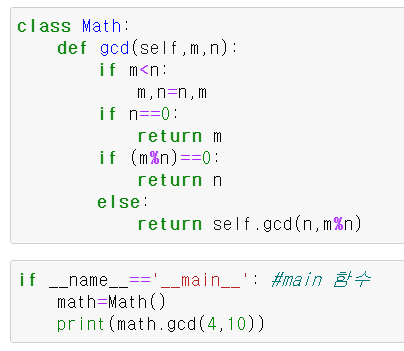 class Math:
    def gcd(self,m,n):
        if m<n:
            m,n=n,m
        if n==0:
            return m
        if (m%n)==0:
            return n
        else:
            return self.gcd(n,m%n)
if __name__=='__main__': #main 함수
    math=Math()
    print(math.gcd(4,10))